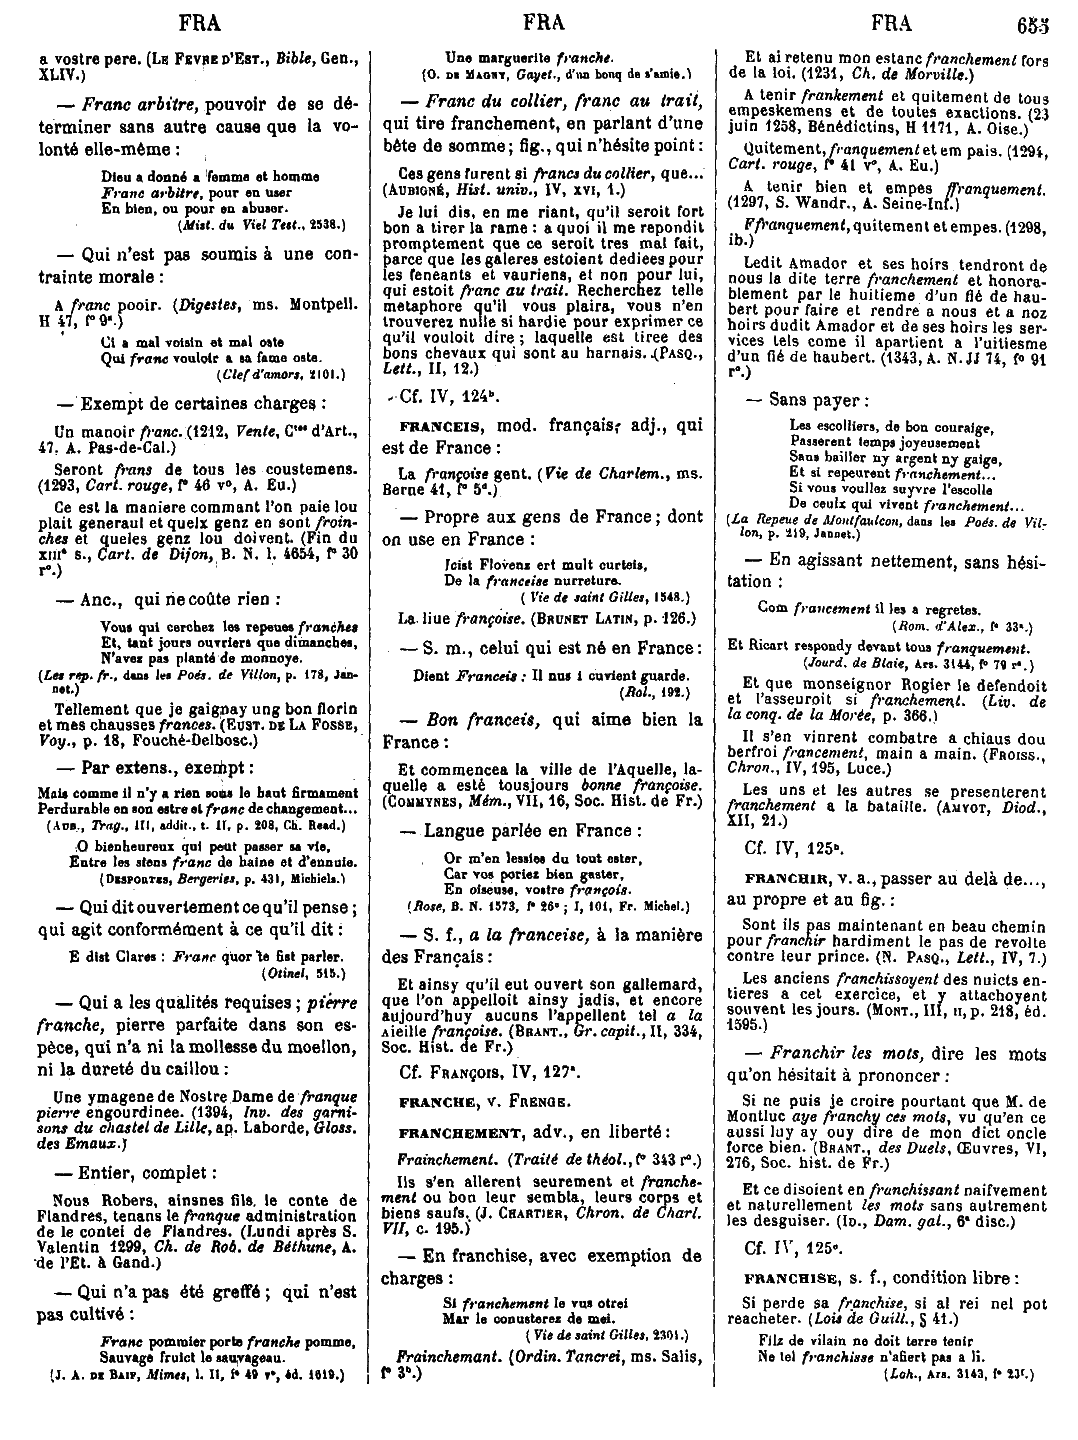 FRA FRA FRA 655
a vostre pere. (LE FEVRE D'EST., Bible, Gen.,
XLIV.)
— Franc arbitre, pouvoir de se dé-
terminer sans autre cause que la vo-
lonté elle-même :
Dieu a donné a femme et homme
Franc arbitre, pour en user
En bien, ou pour en abuser.
(Mist. du Viel Test., 2538.)
— Qui n'est pas soumis à une con-
trainte morale :
A franc pooir. (Digestes, ms. Montpell.
H 47, f° 9ª.)
Ci a mal voisin et mal oste
Qui franc vouloir a sa fame oste.
(Clef d'amors, 2101.)
— Exempt de certaines charges :
Un manoir franc. (1212, Vente, Ctes d'Art.,
47, A. Pas-de-Cal.)
Seront frans de tous les coustemens.
(1293, Cart. rouge, f° 46 v°, A. Eu.)
Ce est la maniere commant l'on paie lou
plait generaul et quelx genz en sont froin-
ches et queles genz lou doivent. (Fin du
XIIIe s., Cart. de Dijon, B. N. l. 4654, f° 30
r°.)
— Anc., qui ne coûte rien :
Vous qui cerchez les repeues franches
Et, tant jours ouvriers que dimanches,
N'avez pas planté de monnoye.
(Les rep. fr., dans les Poés. de Villon, p. 178, Jan-
net.)
Tellement que je gaignay ung bon florin
et mes chausses frances. (EUST. DE LA FOSSE,
Voy., p. 18, Fouché-Delbosc.)
— Par extens., exempt :
Mais comme il n'y a rien sous le haut firmament
Perdurable en son estre et franc de changement...
(AUB., Trag., III, addit., t. IV, p. 208, Ch. Read.)
O bienheureux qui peut passer sa vie,
Entre les siens franc de haine et d'ennuie.
(DESPORTES, Bergeries, p. 431, Michiels.)
— Qui dit ouvertement ce qu'il pense ;
qui agit conformément à ce qu'il dit :
E dist Clares : Franc quor te fist parler.
(Otinel, 515.)
— Qui a les qualités requises ; pierre
franche, pierre parfaite dans son es-
pèce, qui n'a ni la mollesse du moellon,
ni la dureté du caillou :
Une ymagene de Nostre Dame de franque
pierre engourdinee. (1394, Inv. des garni-
sons du chastel de Lille, ap. Laborde, Gloss.
des Emaux.)
— Entier, complet :
Nous Robers, ainsnes fils, le conte de
Flandres, tenans le franque administration
de le contei de Flandres. (Lundi après S.
Valentin 1299, Ch. de Rob. de Béthune, A.
de l'Et. à Gand.)
— Qui n'a pas été greffé ; qui n'est
pas cultivé :
Franc pommier porte franche pomme,
Sauvage fruict le sauvageau.
(J. A. DE BAIF, Mimes, l. II, f° 49 r°, éd. 1619.)
Une marguerite franche.
(O. DE MAGNY, Gayet., d'un bouq de s'amie.)
— Franc du collier, franc au trait,
qui tire franchement, en parlant d'une
bête de somme ; fig., qui n'hésite point :
Ces gens furent si francs du collier, que...
(AUBIGNÉ, Hist. univ., IV, XVI, 1.)
Je lui dis, en me riant, qu'il seroit fort
bon a tirer la rame : a quoi il me repondit
promptement que ce seroit tres mal fait,
parce que les galeres estoient dediees pour
les feneants et vauriens, et non pour lui,
qui estoit franc au trait. Recherchez telle
metaphore qu'il vous plaira, vous n'en
trouverez nulle si hardie pour exprimer ce
qu'il vouloit dire ; laquelle est tiree des
bons chevaux qui sont au harnais. (PASQ.,
Lett., II, 12.)
Cf. IV, 124ᵇ.
FRANCEIS, mod. français, adj., qui
est de France :
La françoise gent. (Vie de Charlem., ms.
Berne 41, f° 5ᵈ.)
— Propre aux gens de France ; dont
on use en France :
Icist Flovenz ert mult curteis,
De la franceise nurreture.
(Vie de saint Gilles, 1548.)
La liue françoise. (BRUNET LATIN, p. 126.)
— S. m., celui qui est né en France :
Dient Franceis : Il nus i cuvient guarde.
(Rol., 192.)
— Bon franceis, qui aime bien la
France :
Et commencea la ville de l'Aquelle, la-
quelle a esté tousjours bonne françoise.
(COMMYNES, Mém., VII, 16, Soc. Hist. de Fr.)
— Langue parlée en France :
Or m'en lessies du tout ester,
Car vos poriez bien gaster,
En oiseuse, vostre françois.
(Rose, B. N. 1573, f° 26ª ; I, 101, Fr. Michel.)
— S. f., a la franceise, à la manière
des Français :
Et ainsy qu'il eut ouvert son gallemard,
que l'on appelloit ainsy jadis, et encore
aujourd'huy aucuns l'appellent tel a la
vieille françoise. (BRANT., Gr. capit., II, 334,
Soc. Hist. de Fr.)
Cf. FRANÇOIS, IV, 127ª.
FRANCHE, v. FRENGE.
FRANCHEMENT, adv., en liberté :
Frainchement. (Traité de théol., f° 343 r°.)
Ils s'en allerent seurement et franche-
ment ou bon leur sembla, leurs corps et
biens saufs. (J. CHARTIER, Chron. de Charl.
VII, c. 195.)
— En franchise, avec exemption de
charges :
Si franchement le vus otrei
Mar le conusterez de mei.
(Vie de saint Gilles, 2301.)
Frainchemant. (Ordin. Tancrei, ms. Salis,
f° 3ᵇ.)
Et ai retenu mon estanc franchement fors
de la loi. (1231, Ch. de Morville.)
A tenir frankement et quitement de tous
empeskemens et de toutes exactions. (23
juin 1258, Bénédictins, H 1171, A. Oise.)
Quitement, franquement et em pais. (1294,
Cart. rouge, f° 41 v°, A. Eu.)
A tenir bien et empes ffranquement.
(1297, S. Wandr., A. Seine-Inf.)
Ffranquement, quitement et empes. (1298,
ib.)
Ledit Amador et ses hoirs tendront de
nous la dite terre franchement et honora-
blement par le huitieme d'un fié de hau-
bert pour faire et rendre a nous et a noz
hoirs dudit Amador et de ses hoirs les ser-
vices tels come il apartient a l'uitiesme
d'un fié de haubert. (1343, A. N. JJ 74, f° 91
r°.)
— Sans payer :
Les escolliers, de bon couraige,
Passerent temps joyeusement
Sans bailler ny argent ny gaige,
Et si repeurent franchement...
Si vous voullez suyvre l'escolle
De ceulx qui vivent franchement...
(La Repeue de Montfaulcon, dans les Poés. de Vil-
lon, p. 219, Jannet.)
— En agissant nettement, sans hési-
tation :
Com francement il les a regretes.
(Rom. d'Alex., f° 33ª.)
Et Ricart respondy devant tous franquement.
(Jourd. de Blaie, Ars. 3144, f° 79 r°.)
Et que monseignor Rogier le defendoit
et l'asseuroit si franchement. (Liv. de
la conq. de la Morée, p. 366.)
Il s'en vinrent combatre a chiaus dou
berfroi francement, main a main. (FROISS.,
Chron., IV, 195, Luce.)
Les uns et les autres se presenterent
franchement a la bataille. (AMYOT, Diod.,
XII, 21.)
Cf. IV, 125ᵇ.
FRANCHIR, v. a., passer au delà de...,
au propre et au fig. :
Sont ils pas maintenant en beau chemin
pour franchir hardiment le pas de revolte
contre leur prince. (N. PASQ., Lett., IV, 7.)
Les anciens franchissoyent des nuicts en-
tieres a cet exercice, et y attachoyent
souvent les jours. (MONT., III, II, p. 218, éd.
1595.)
— Franchir les mots, dire les mots
qu'on hésitait à prononcer :
Si ne puis je croire pourtant que M. de
Montluc aye franchy ces mots, vu qu'en ce
aussi luy ay ouy dire de mon dict oncle
force bien. (BRANT., des Duels, Œuvres, VI,
276, Soc. hist. de Fr.)
Et ce disoient en franchissant naifvement
et naturellement les mots sans autrement
les desguiser. (ID., Dam. gal., 6e disc.)
Cf. IV, 125ᶜ.
FRANCHISE, s. f., condition libre :
Si perde sa franchise, si al rei nel pot
reacheter. (Lois de Guill., § 41.)
Filz de vilain ne doit terre tenir
Ne tel franchisse n'afiert pas a li.
(Loh., Ars. 3143, f° 23ᶠ.)